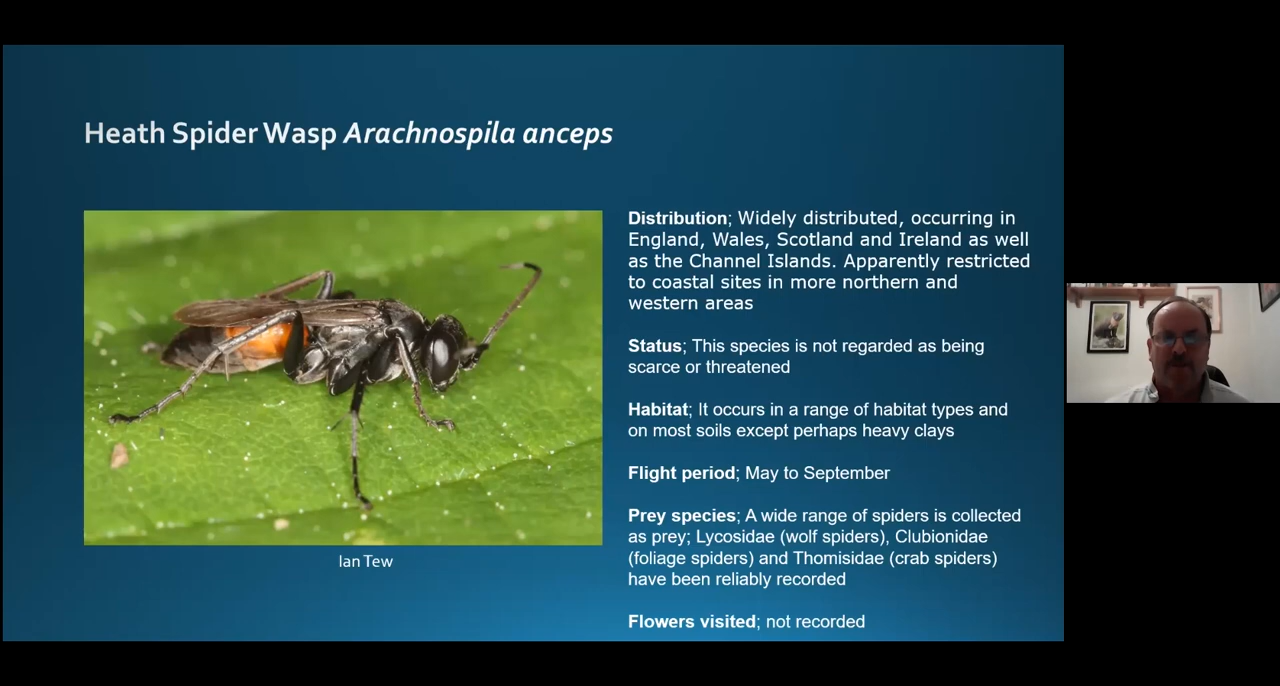 Heath Spider Wasp Arachnospila anceps
Distribution; Widely distributed, occurring in
England, Wales, Scotland and Ireland as well
as the Channel Islands. Apparently restricted
to coastal sites in more northern and
western areas
Status; This species is not regarded as being
scarce or threatened
Habitat; It occurs in a range of habitat types and
on most soils except perhaps heavy clays
Flight period; May to September
Prey species; A wide range of spiders is collected
as prey; Lycosidae (wolf spiders), Clubionidae
(foliage spiders) and Thomisidae (crab spiders)
have been reliably recorded
Flowers visited; not recorded
Ian Tew